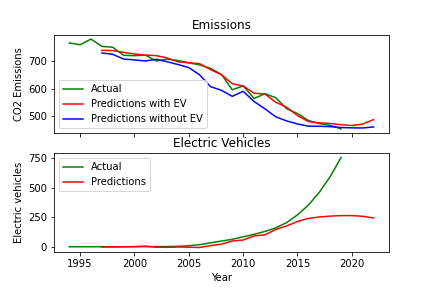 Emissions
CO2 Emissions
700
600
500
Actual
Predictions with EV
Predictions without EV
Electric Vehicles
Electric vehicles
750
500
250
0
Actual
Predictions
1995
2000
2005
2010
2015
2020
Year